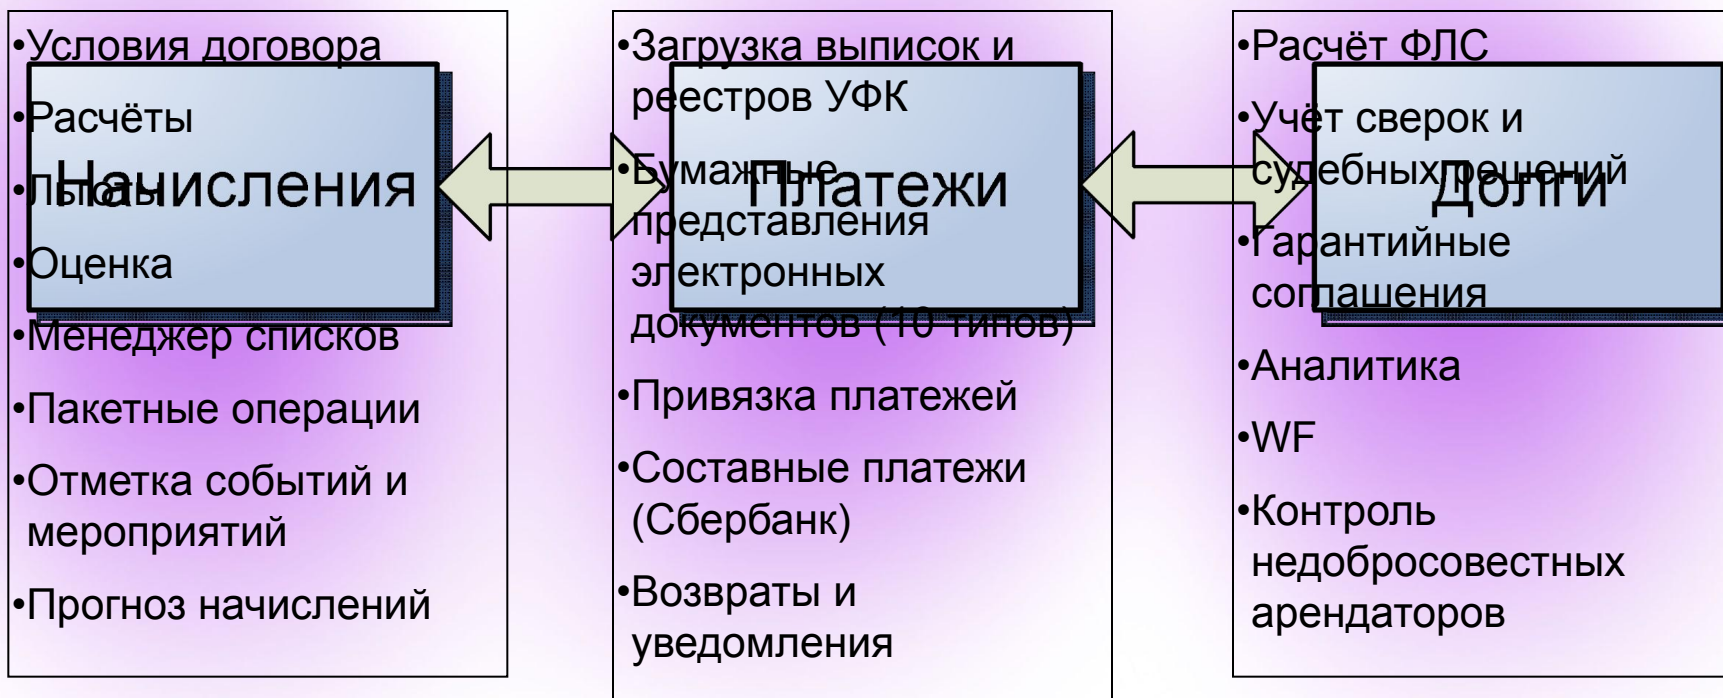 •Условия договора
•Расчёты
•Льготы
•Оценка
•Менеджер списков
•Пакетные операции
•Отметка событий и
мероприятий
•Прогноз начислений
Начисления
•Загрузка выписок и
реестров УФК
•Бумажные
представления
электронных
документов (10 типов)
•Привязка платежей
•Составные платежи
(Сбербанк)
•Возвраты и
уведомления
Платежи
•Расчёт ФЛС
•Учёт сверок и
судебных решений
•Гарантийные
соглашения
•Аналитика
•WF
•Контроль
недобросовестных
арендаторов
Долги